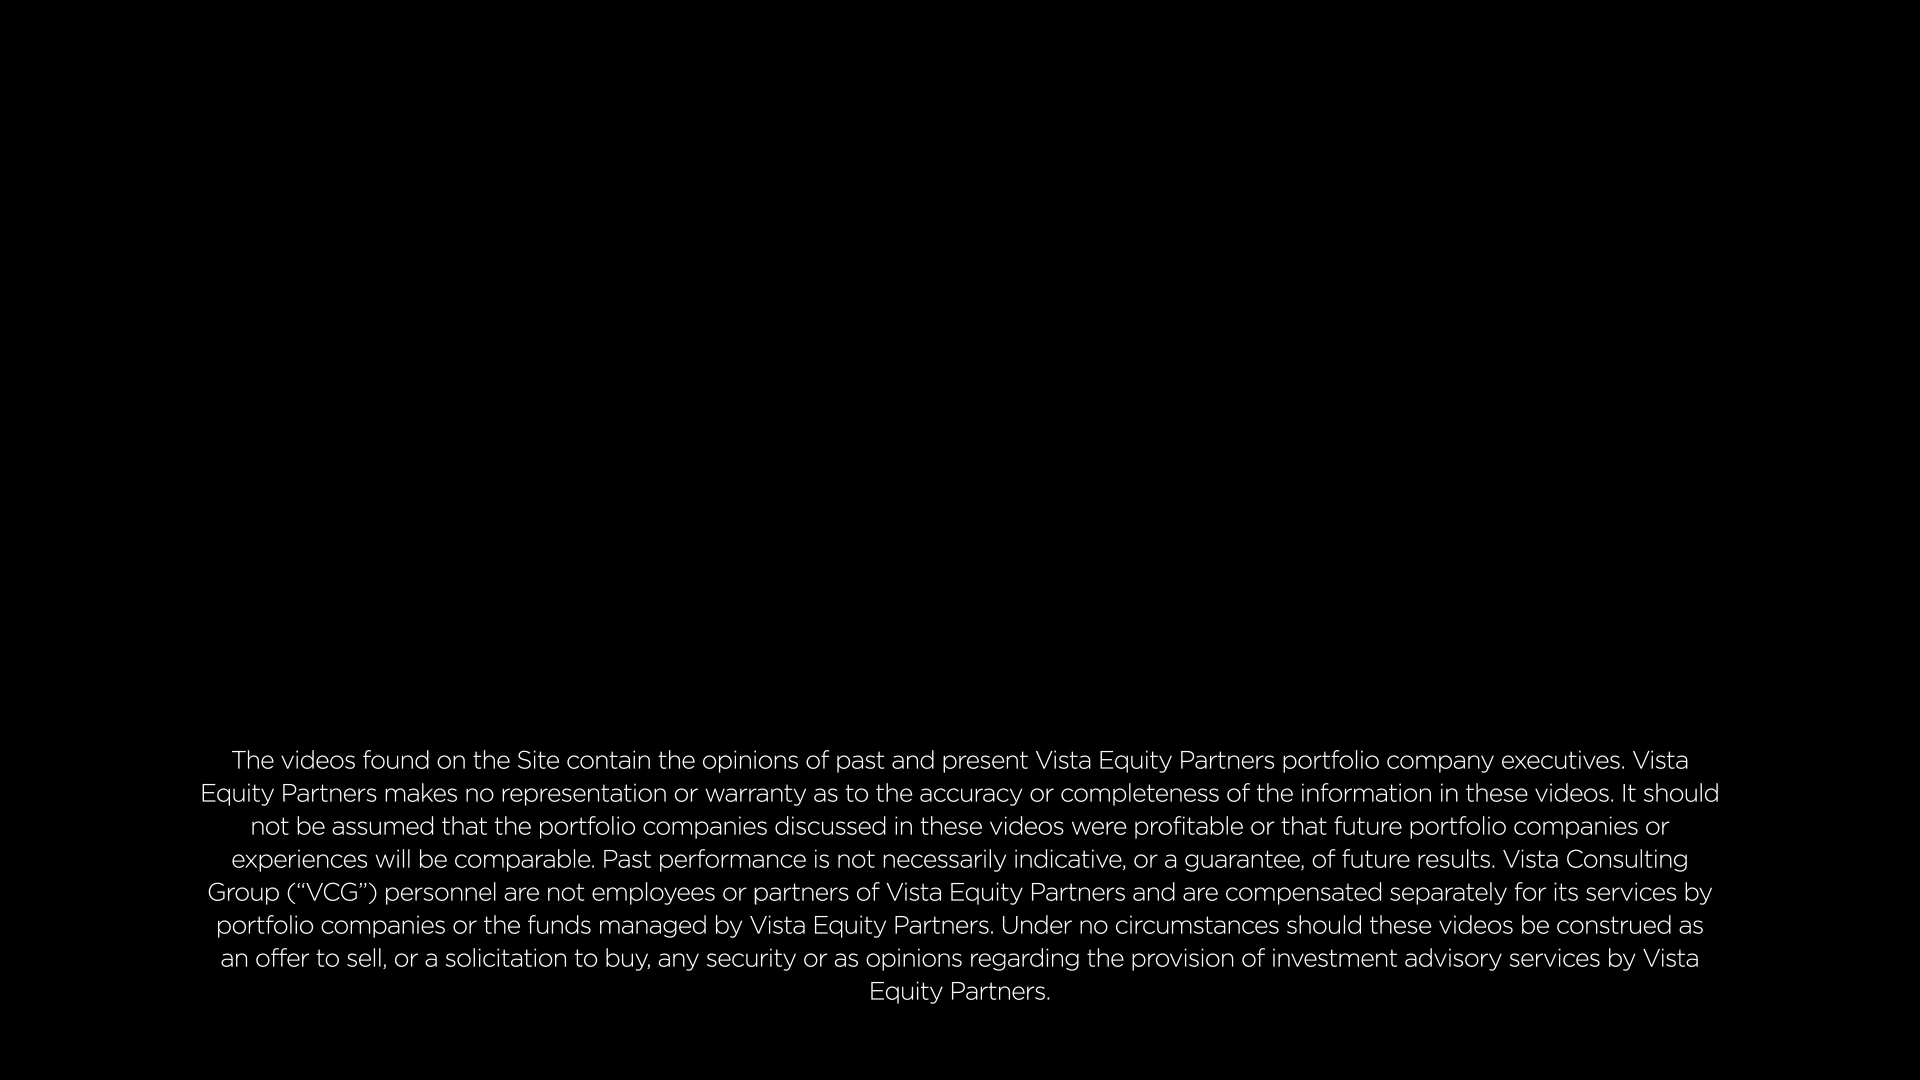 The videos found on the Site contain the opinions of past and present Vista Equity Partners portfolio company executives. Vista
Equity Partners makes no representation or warranty as to the accuracy or completeness of the information in these videos. It should
not be assumed that the portfolio companies discussed in these videos were profitable or that future portfolio companies or
experiences will be comparable. Past performance is not necessarily indicative, or a guarantee, of future results. Vista Consulting
Group (“VCG”) personnel are not employees or partners of Vista Equity Partners and are compensated separately for its services by
portfolio companies or the funds managed by Vista Equity Partners. Under no circumstances should these videos be construed as
an offer to sell, or a solicitation to buy, any security or as opinions regarding the provision of investment advisory services by Vista
Equity Partners.